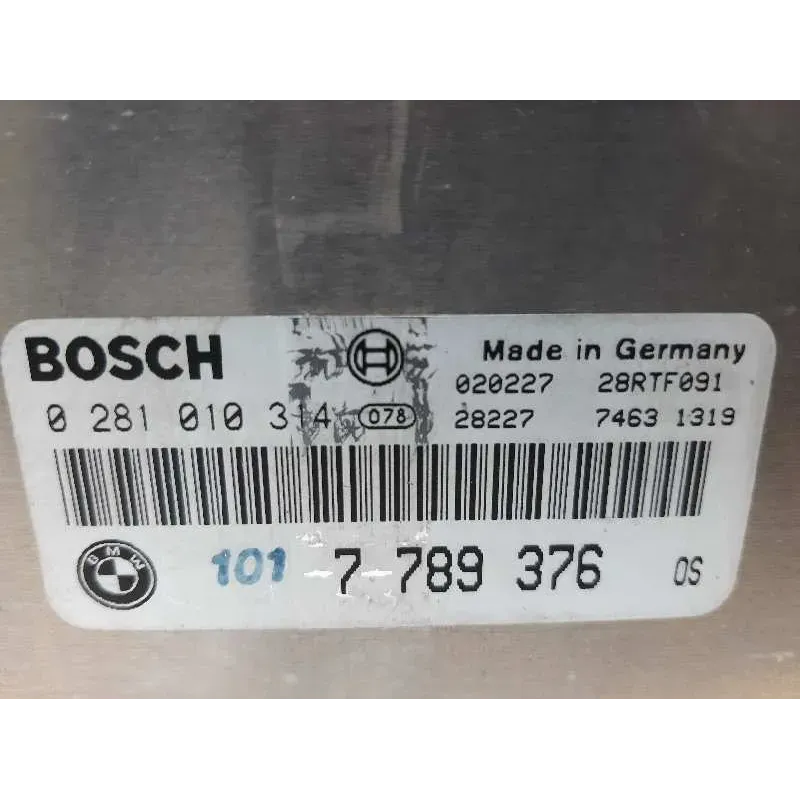 BOSCH
Made in Germany
020227 28RTF091
0 281 010 314 078 28227 7463 1319
BMW 101 7 789 376 OS